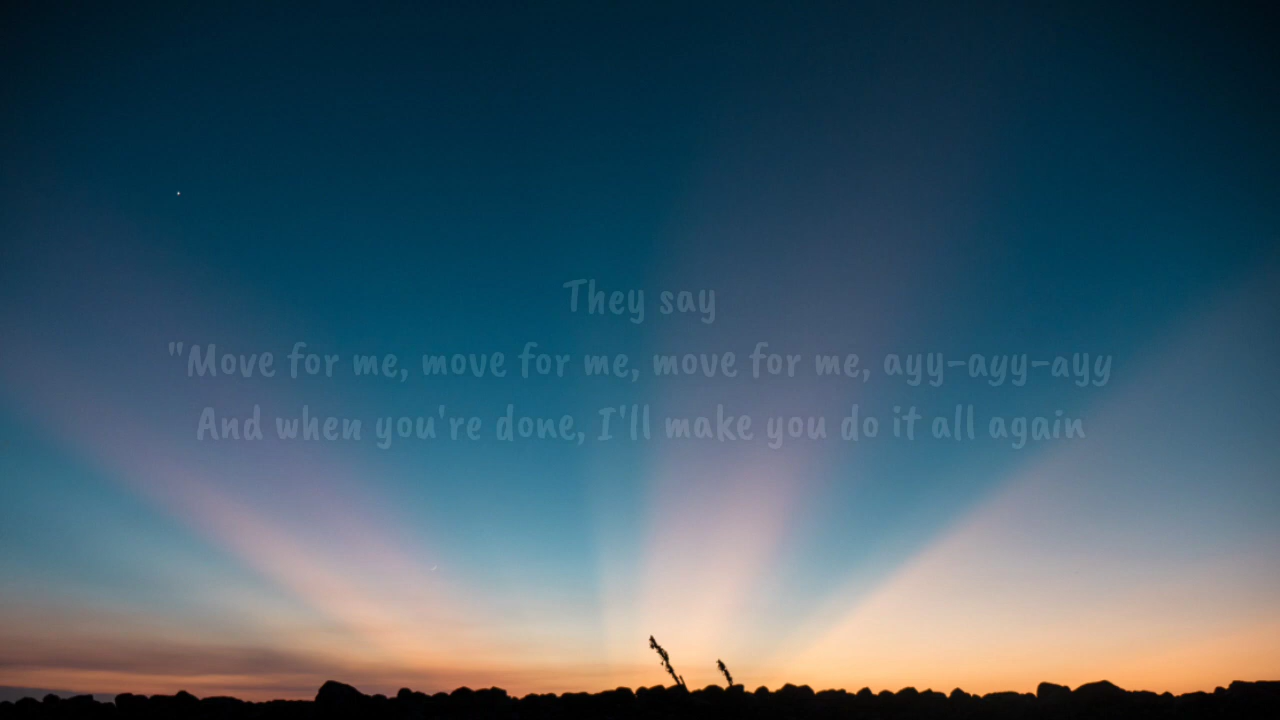 They say
"Move for me, move for me, move for me, ayy-ayy-ayy
And when you're done, I'll make you do it all again